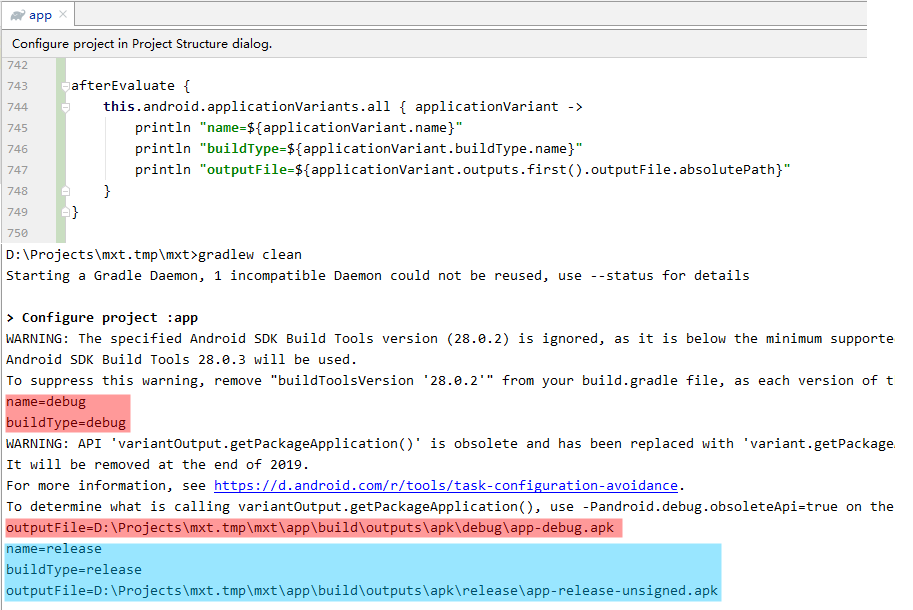 app
Configure project in Project Structure dialog.
742
743 afterEvaluate {
744 this.android.applicationVariants.all { applicationVariant ->
745 println "name=${applicationVariant.name}"
746 println "buildType=${applicationVariant.buildType.name}"
747 println "outputFile=${applicationVariant.outputs.first().outputFile.absolutePath}"
748 }
749 }
750
D:\Projects\mxt.tmp\mxt>gradlew clean
Starting a Gradle Daemon, 1 incompatible Daemon could not be reused, use --status for details
> Configure project :app
WARNING: The specified Android SDK Build Tools version (28.0.2) is ignored, as it is below the minimum supporte
Android SDK Build Tools 28.0.3 will be used.
To suppress this warning, remove "buildToolsVersion '28.0.2'" from your build.gradle file, as each version of t
name=debug
buildType=debug
WARNING: API 'variantOutput.getPackageApplication()' is obsolete and has been replaced with 'variant.getPackage
It will be removed at the end of 2019.
For more information, see https://d.android.com/r/tools/task-configuration-avoidance.
To determine what is calling variantOutput.getPackageApplication(), use -Pandroid.debug.obsoleteApi=true on the
outputFile=D:\Projects\mxt.tmp\mxt\app\build\outputs\apk\debug\app-debug.apk
name=release
buildType=release
outputFile=D:\Projects\mxt.tmp\mxt\app\build\outputs\apk\release\app-release-unsigned.apk